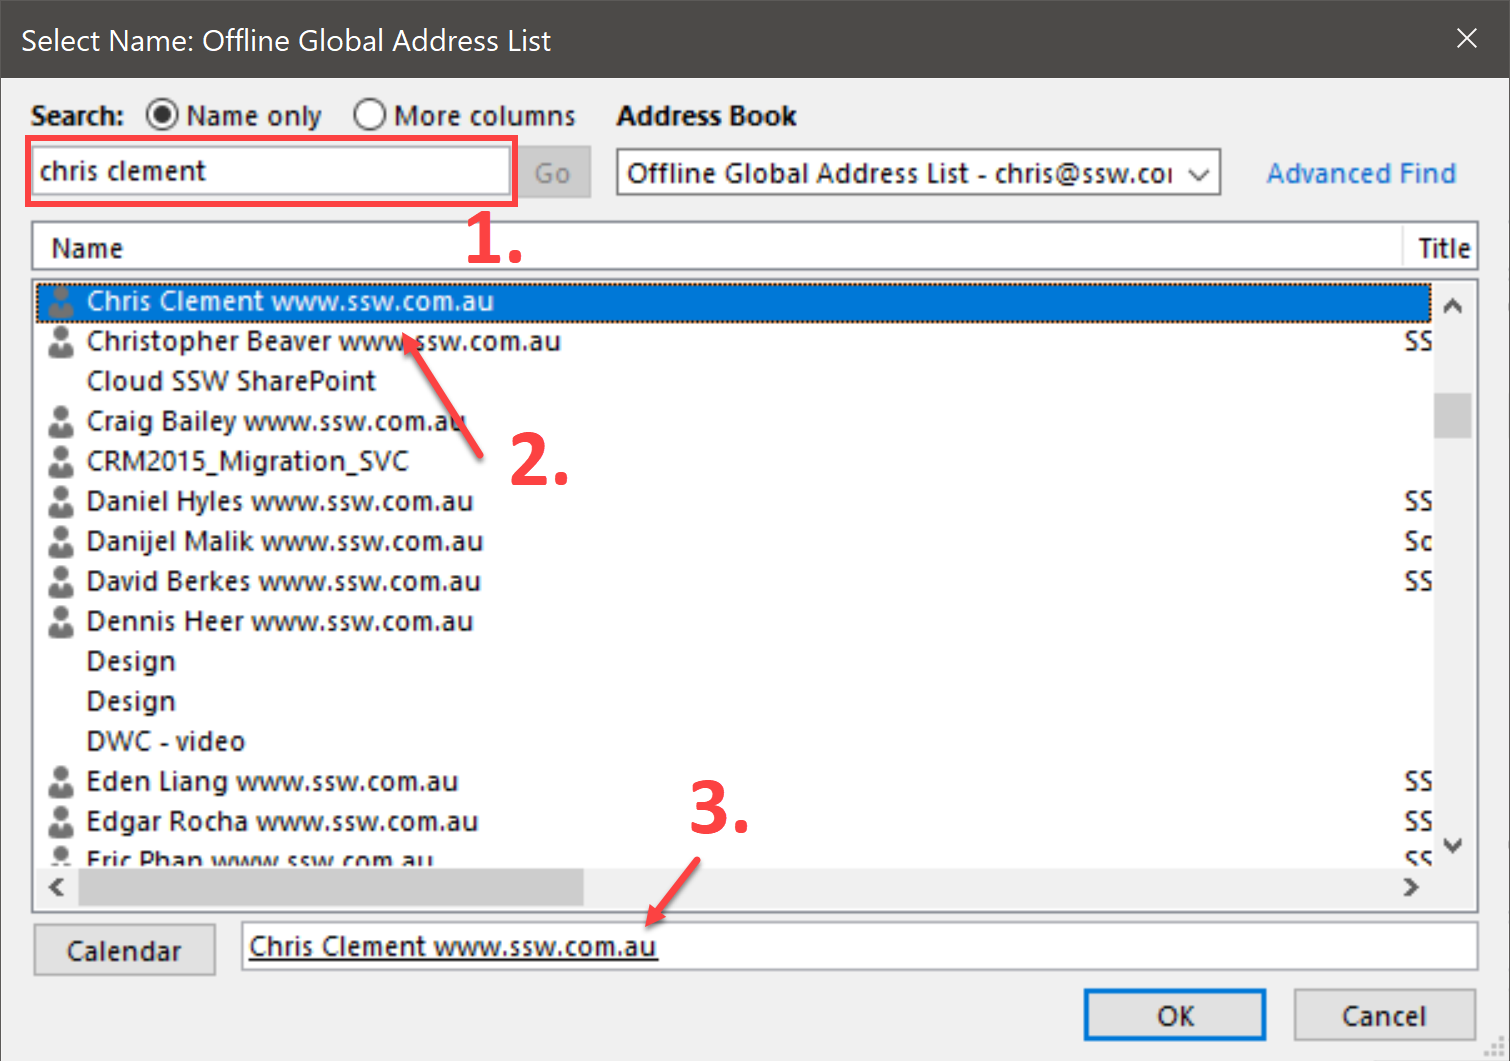 Select Name: Offline Global Address List
Search: Name only More columns Address Book
chris clement Go Offline Global Address List - chris@ssw.co Advanced Find
1.
Name Title
Chris Clement www.ssw.com.au
Christopher Beaver www.ssw.com.au SS
Cloud SSW SharePoint
Craig Bailey www.ssw.com.au
2.
CRM2015_Migration_SVC
Daniel Hyles www.ssw.com.au SS
Danijel Malik www.ssw.com.au Sc
David Berkes www.ssw.com.au SS
Dennis Heer www.ssw.com.au
Design
Design
DWC - video
Eden Liang www.ssw.com.au SS
3.
Edgar Rocha www.ssw.com.au SS
Eric Phan www.ssw.com.au SS
Calendar Chris Clement www.ssw.com.au
OK Cancel